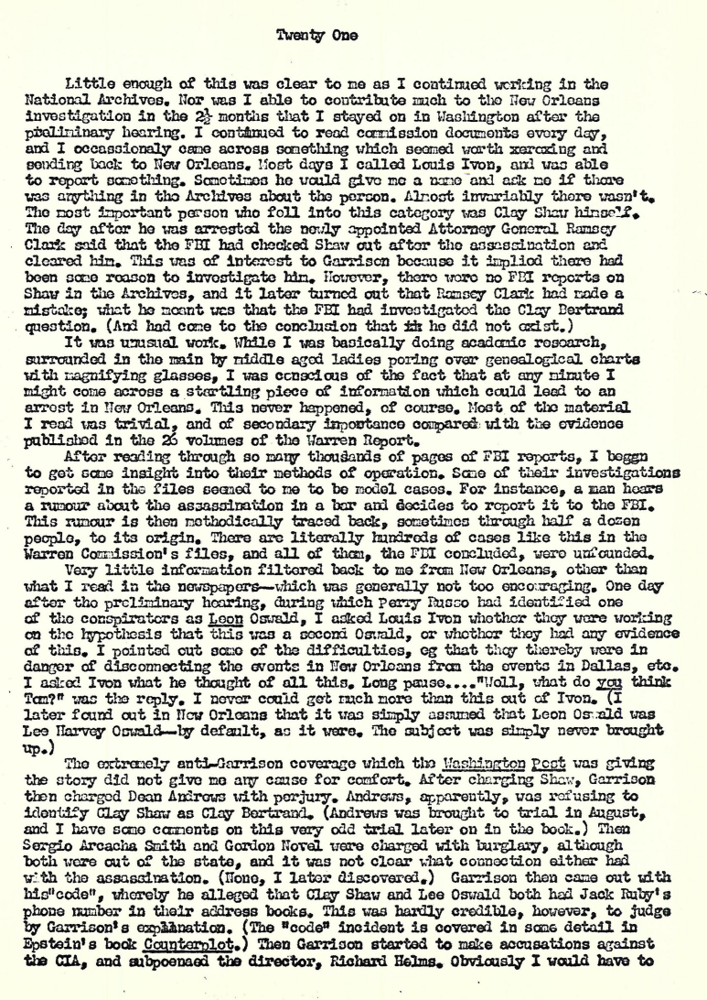 Twenty One
Little enough of this was clear to me as I continued working in the
National Archives. Nor was I able to contribute much to the New Orleans
investigation in the 2½ months that I stayed on in Washington after the
preliminary hearing. I continued to read commission documents every day,
and I occassionaly came across something which seemed worth xeroxing and
sending back to New Orleans. Most days I called Louis Ivon, and was able
to report something. Sometimes he would give me a name and ask me if there
was anything in the Archives about the person. Almost invariably there wasn't.
The most important person who fell into this category was Clay Shaw himself.
The day after he was arrested the newly appointed Attorney General Ramsey
Clark said that the FBI had checked Shaw out after the assassination and
cleared him. This was of interest to Garrison because it implied there had
been some reason to investigate him. However, there were no FBI reports on
Shaw in the Archives, and it later turned out that Ramsey Clark had made a
mistake; what he meant was that the FBI had investigated the Clay Bertrand
question. (And had come to the conclusion that he did not exist.)
It was unusual work. While I was basically doing academic research,
surrounded in the main by middle aged ladies poring over genealogical charts
with magnifying glasses, I was conscious of the fact that at any minute I
might come across a startling piece of information which could lead to an
arrest in New Orleans. This never happened, of course. Most of the material
I read was trivial, and of secondary inpootance compared with the evidence
published in the 26 volumes of the Warren Report.
After reading through so many thousands of pages of FBI reports, I began
to get some insight into their methods of operation. Some of their investigations
reported in the files seemed to me to be model cases. For instance, a man hears
a rumour about the assassination in a bar and decides to report it to the FBI.
This rumour is then methodically traced back, sometimes through half a dozen
people, to its origin. There are literally hundreds of cases like this in the
Warren Commission's files, and all of them, the FBI concluded, were unfounded.
Very little information filtered back to me from New Orleans, other than
what I read in the newspapers—which was generally not too encouraging. One day
after the preliminary hearing, during which Perry Russo had identified one
of the conspirators as Leon Oswald, I asked Louis Ivon whether they were working
on the hypothesis that this was a second Oswald, or whether they had any evidence
of this. I pointed out some of the difficulties, eg that they thereby were in
danger of disconnecting the events in New Orleans from the events in Dallas, etc.
I asked Ivon what he thought of all this. Long pause...."Well, what do you think
Tom?" was the reply. I never could get much more than this out of Ivon. (I
later found out in New Orleans that it was simply assumed that Leon Oswald was
Lee Harvey Oswald—by default, as it were. The subject was simply never brought
up.)
The extremely anti-Garrison coverage which the Washington Post was giving
the story did not give me any cause for comfort. After charging Shaw, Garrison
then charged Dean Andrews with perjury. Andrews, apparently, was refusing to
identify Clay Shaw as Clay Bertrand. (Andrews was brought to trial in August,
and I have some comments on this very odd trial later on in the book.) Then
Sergio Arcacha Smith and Gordon Novel were charged with burglary, although
both were out of the state, and it was not clear what connection either had
with the assassination. (None, I later discovered.) Garrison then came out with
his"code", whereby he alleged that Clay Shaw and Lee Oswald both had Jack Ruby's
phone number in their address books. This was hardly credible, however, to judge
by Garrison's explanation. (The "code" incident is covered in some detail in
Epstein's book Counterplot.) Then Garrison started to make accusations against
the CIA, and subpoenaed the director, Richard Helms. Obviously I would have to